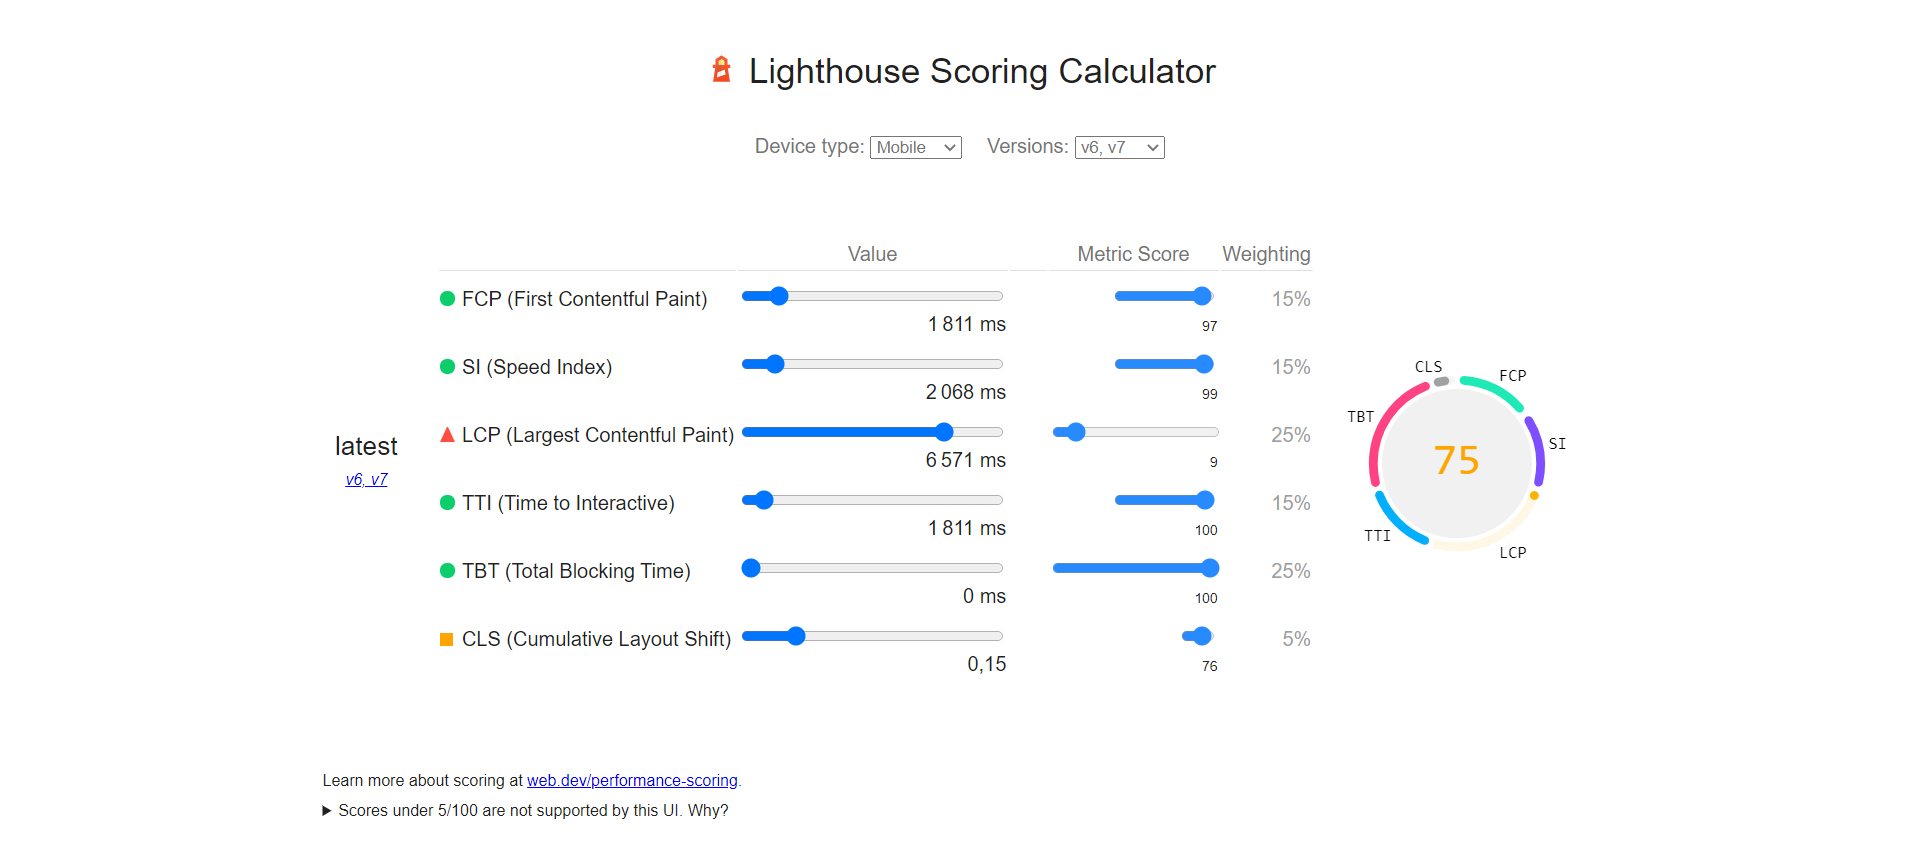 Lighthouse Scoring Calculator
Device type: Mobile Versions: v6, v7
Value Metric Score Weighting
FCP (First Contentful Paint) 15%
1 811 ms 97
SI (Speed Index) 15%
2 068 ms 99
LCP (Largest Contentful Paint) 25%
6 571 ms 9
TTI (Time to Interactive) 15%
1 811 ms 100
TBT (Total Blocking Time) 25%
0 ms 100
CLS (Cumulative Layout Shift) 5%
0,15 76
latest
v6, v7
CLS
FCP
TBT
SI
75
TTI
LCP
Learn more about scoring at web.dev/performance-scoring.
Scores under 5/100 are not supported by this UI. Why?